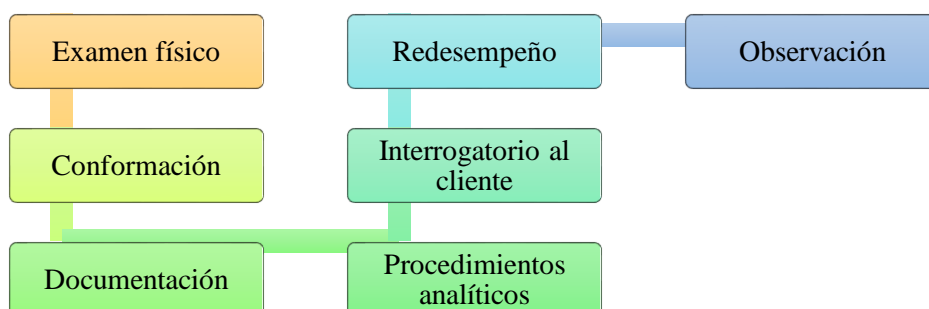 Examen físico
Conformación
Documentación
Procedimientos
analíticos
Interrogatorio al
cliente
Redesempeño
Observación